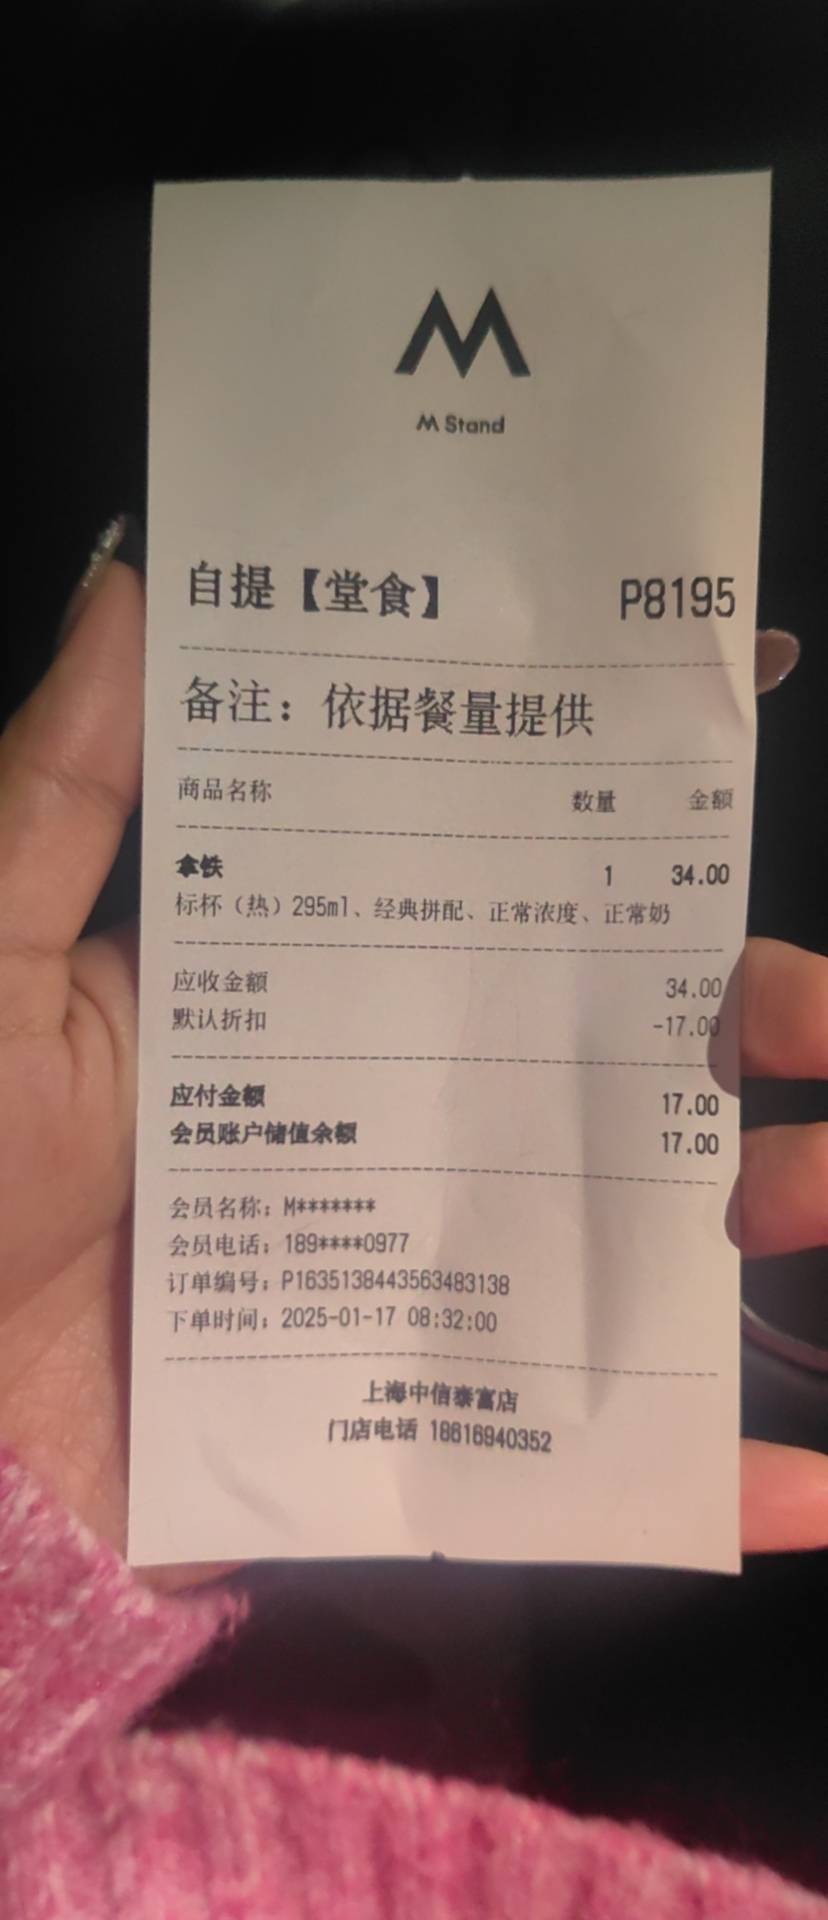 M Stand
自提【堂食】 P8195
备注：依据餐量提供
商品名称 数量 金额
拿铁 1 34.00
标杯（热）295ml、经典拼配、正常浓度、正常奶
应收金额 34.00
默认折扣 -17.00
应付金额 17.00
会员账户储值余额 17.00
会员名称：M*******
会员电话：189****0977
订单编号：P1635138443563483138
下单时间：2025-01-17 08:32:00
上海中信泰富店
门店电话 18616940352